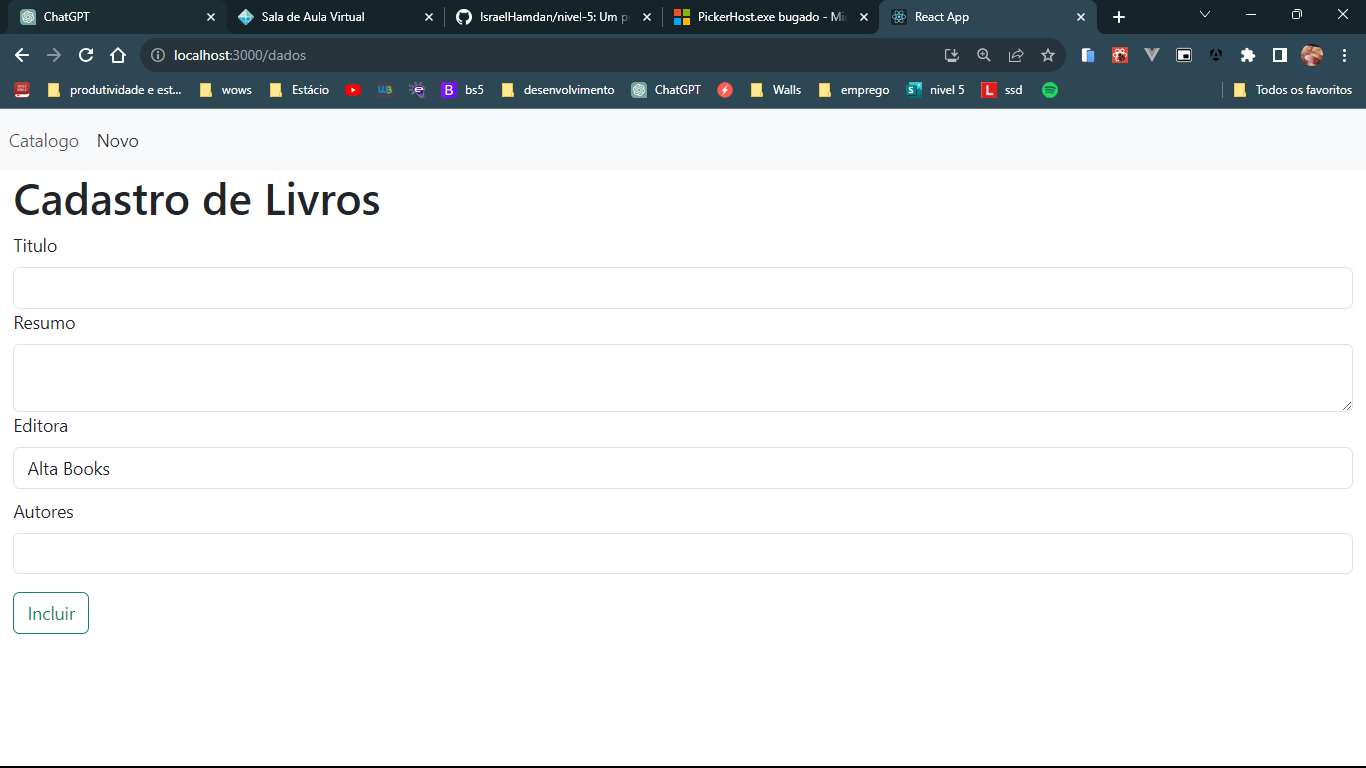 ChatGPT
Sala de Aula Virtual
IsraelHamdan/nivel-5: Um p
PickerHost.exe bugado - Mi
React App
localhost:3000/dados
produtividade e est...
wows
Estácio
W3
B bs5
desenvolvimento
ChatGPT
Walls
emprego
S nivel 5
L ssd
Todos os favoritos
Catalogo Novo
Cadastro de Livros
Titulo
Resumo
Editora
Alta Books
Autores
Incluir